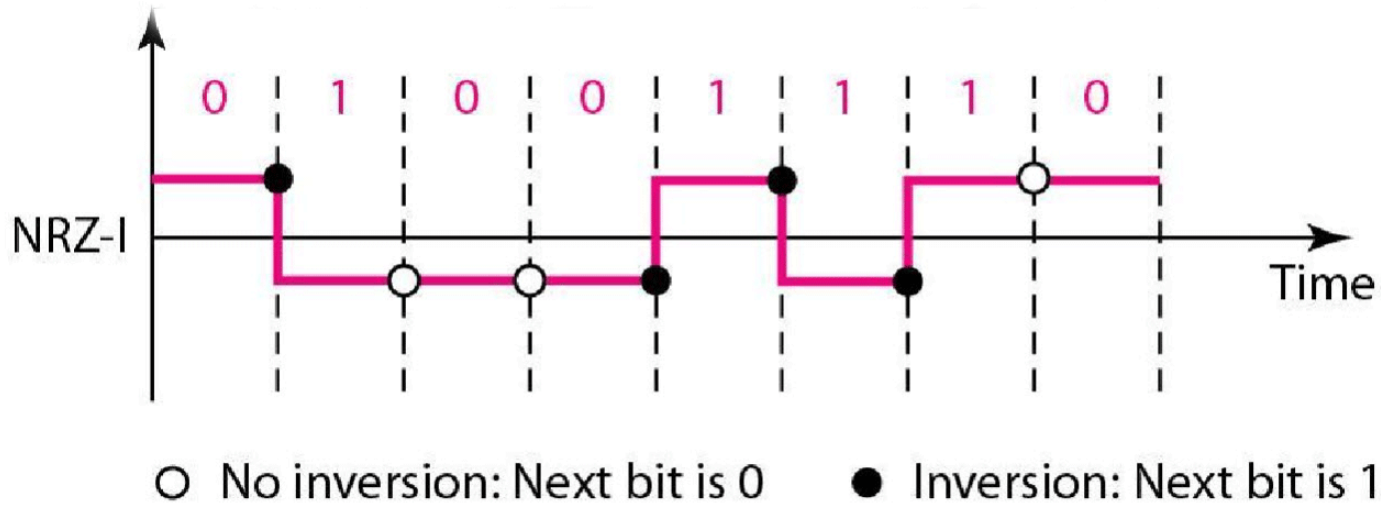 0 1 0 0 1 1 1 0
NRZ-I
Time
No inversion: Next bit is 0 Inversion: Next bit is 1